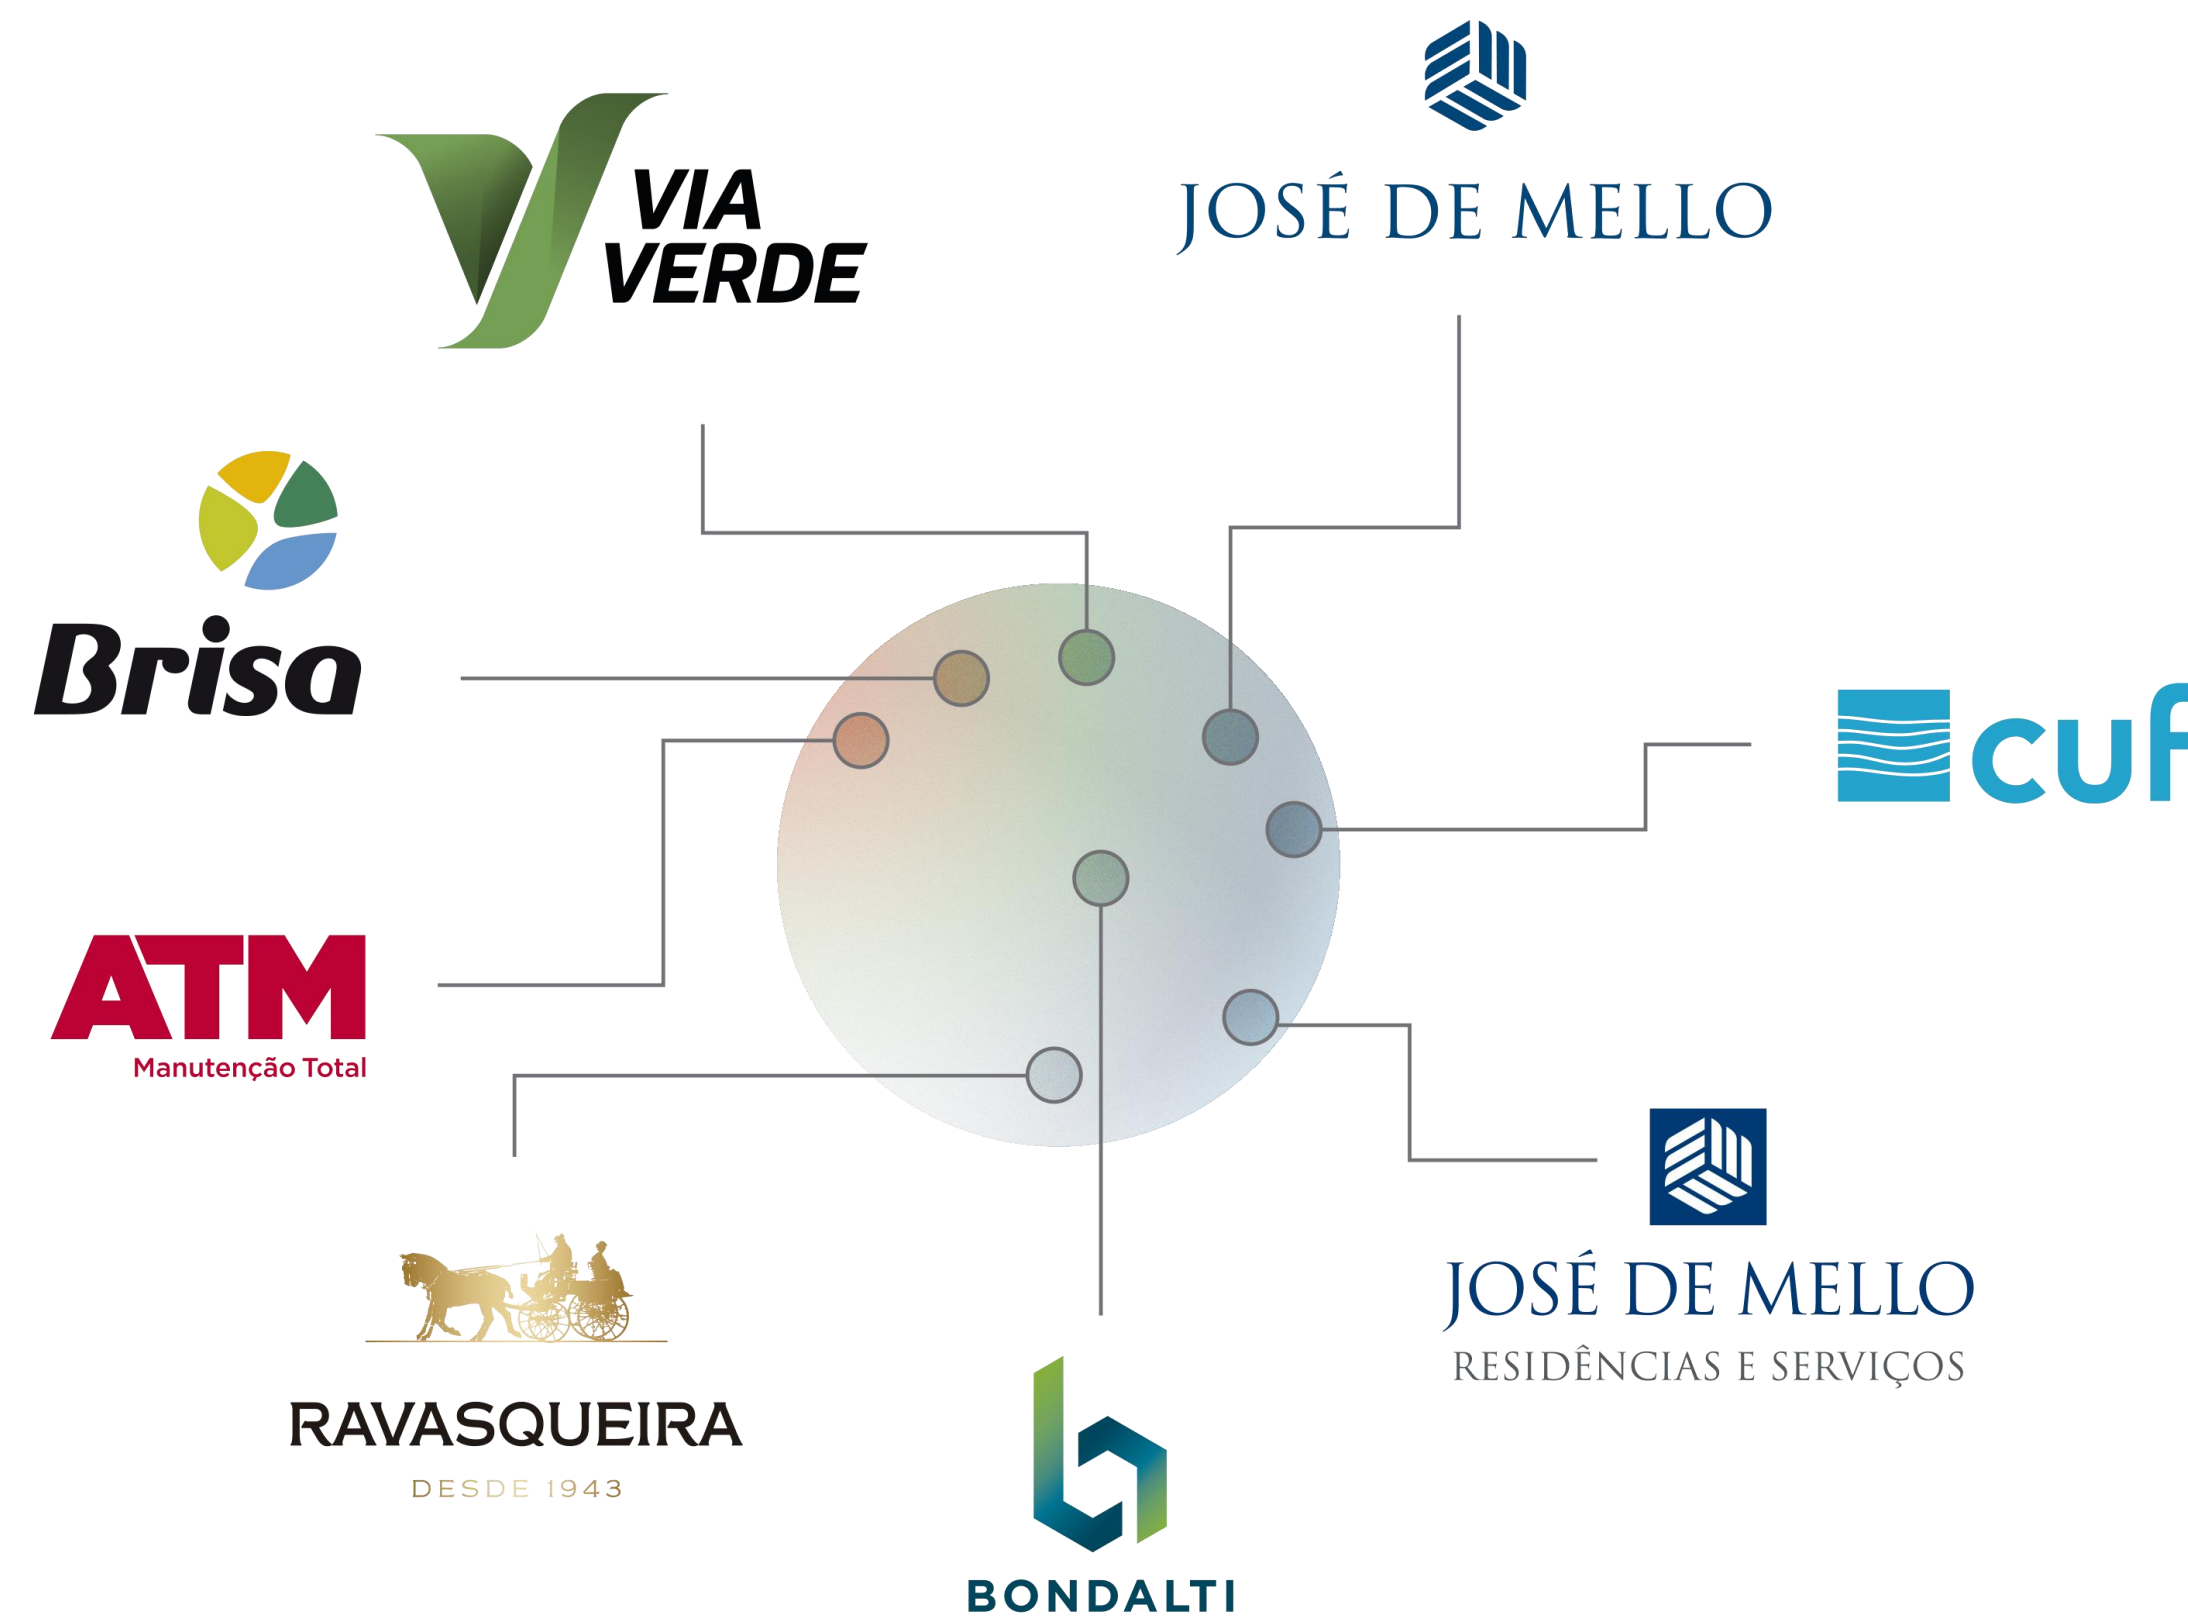 VIA
VERDE
JOSÉ DE MELLO
Brisa
cuf
ATM
Manutenção Total
JOSÉ DE MELLO
RESIDÊNCIAS E SERVIÇOS
RAVASQUEIRA
DESDE 1943
BONDALTI